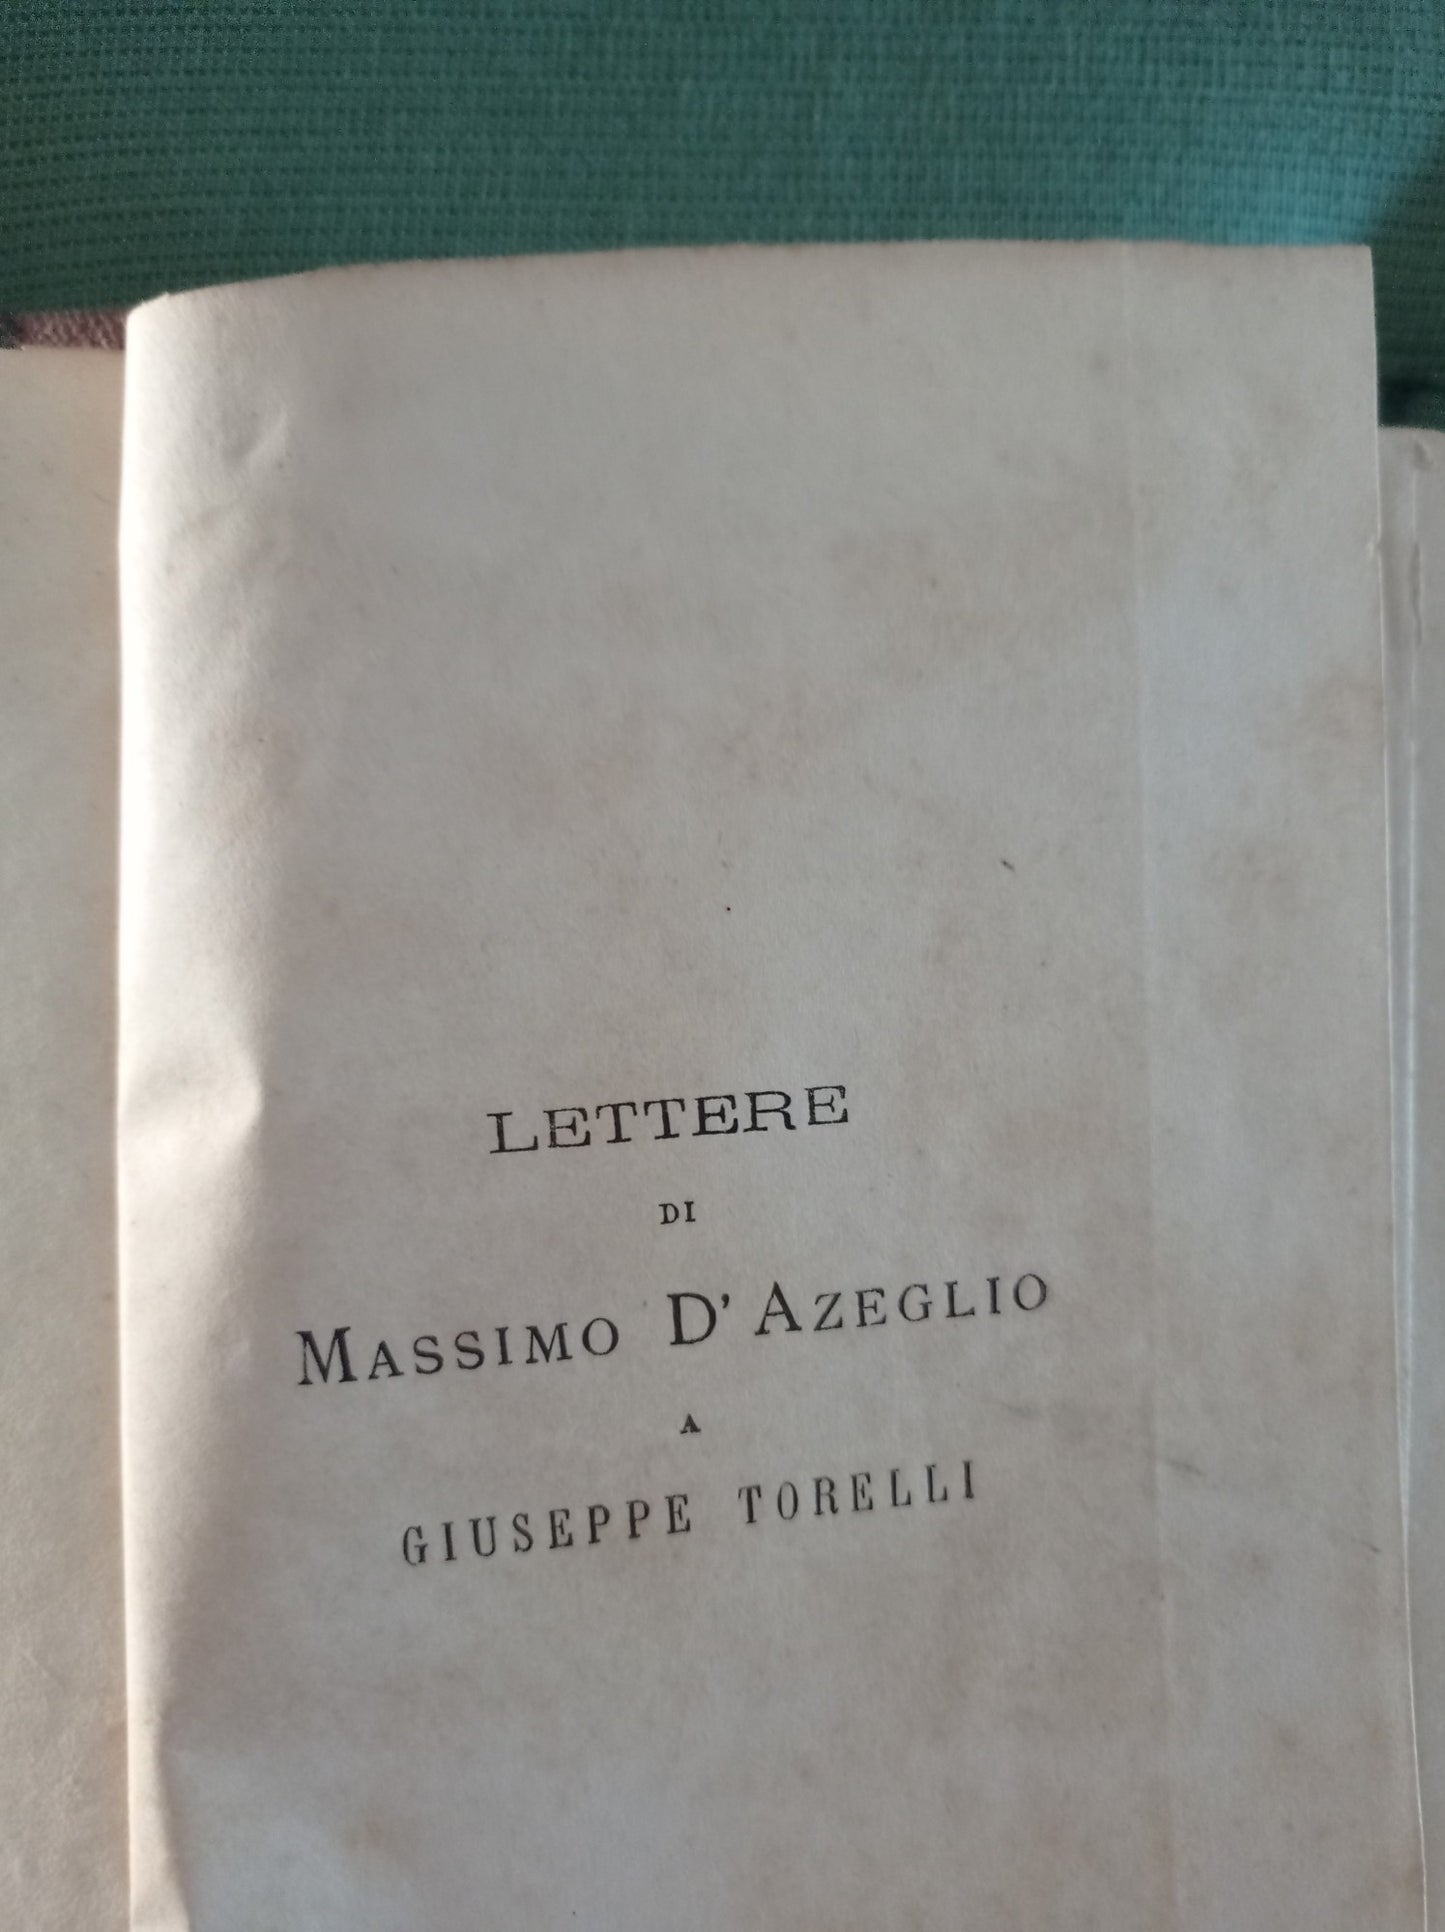 LETTERE
DI
MASSIMO D'AZEGLIO
A
GIUSEPPE TORELLI